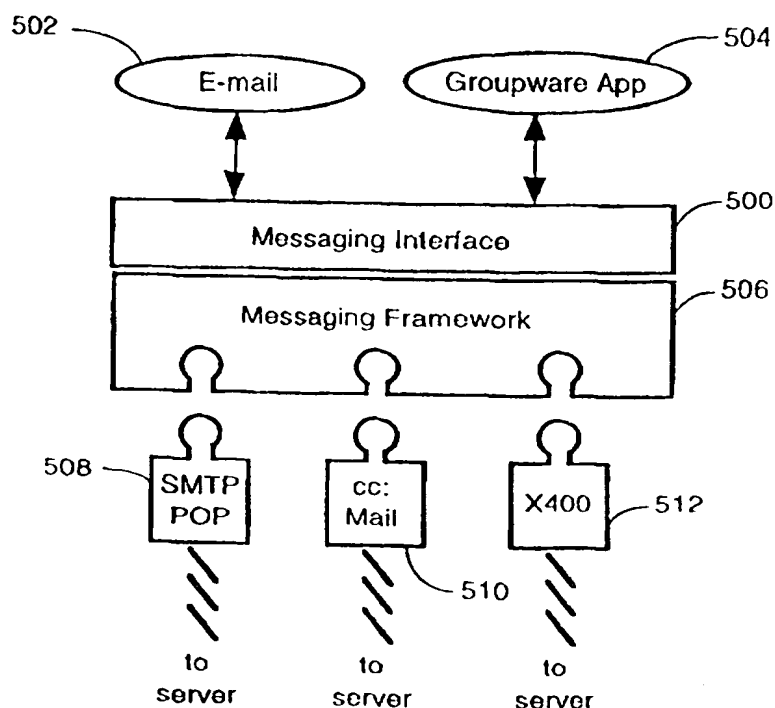 502
504
E-mail
Groupware App
500
Messaging Interface
506
Messaging Framework
508
SMTP
POP
cc:
Mail
X400
512
510
to
server
to
server
to
server